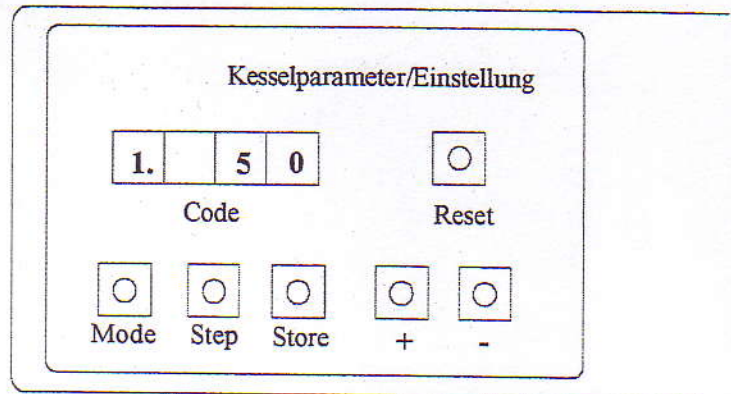 Kesselparameter/Einstellung
1. 5 0
Code
Reset
Mode Step Store + -